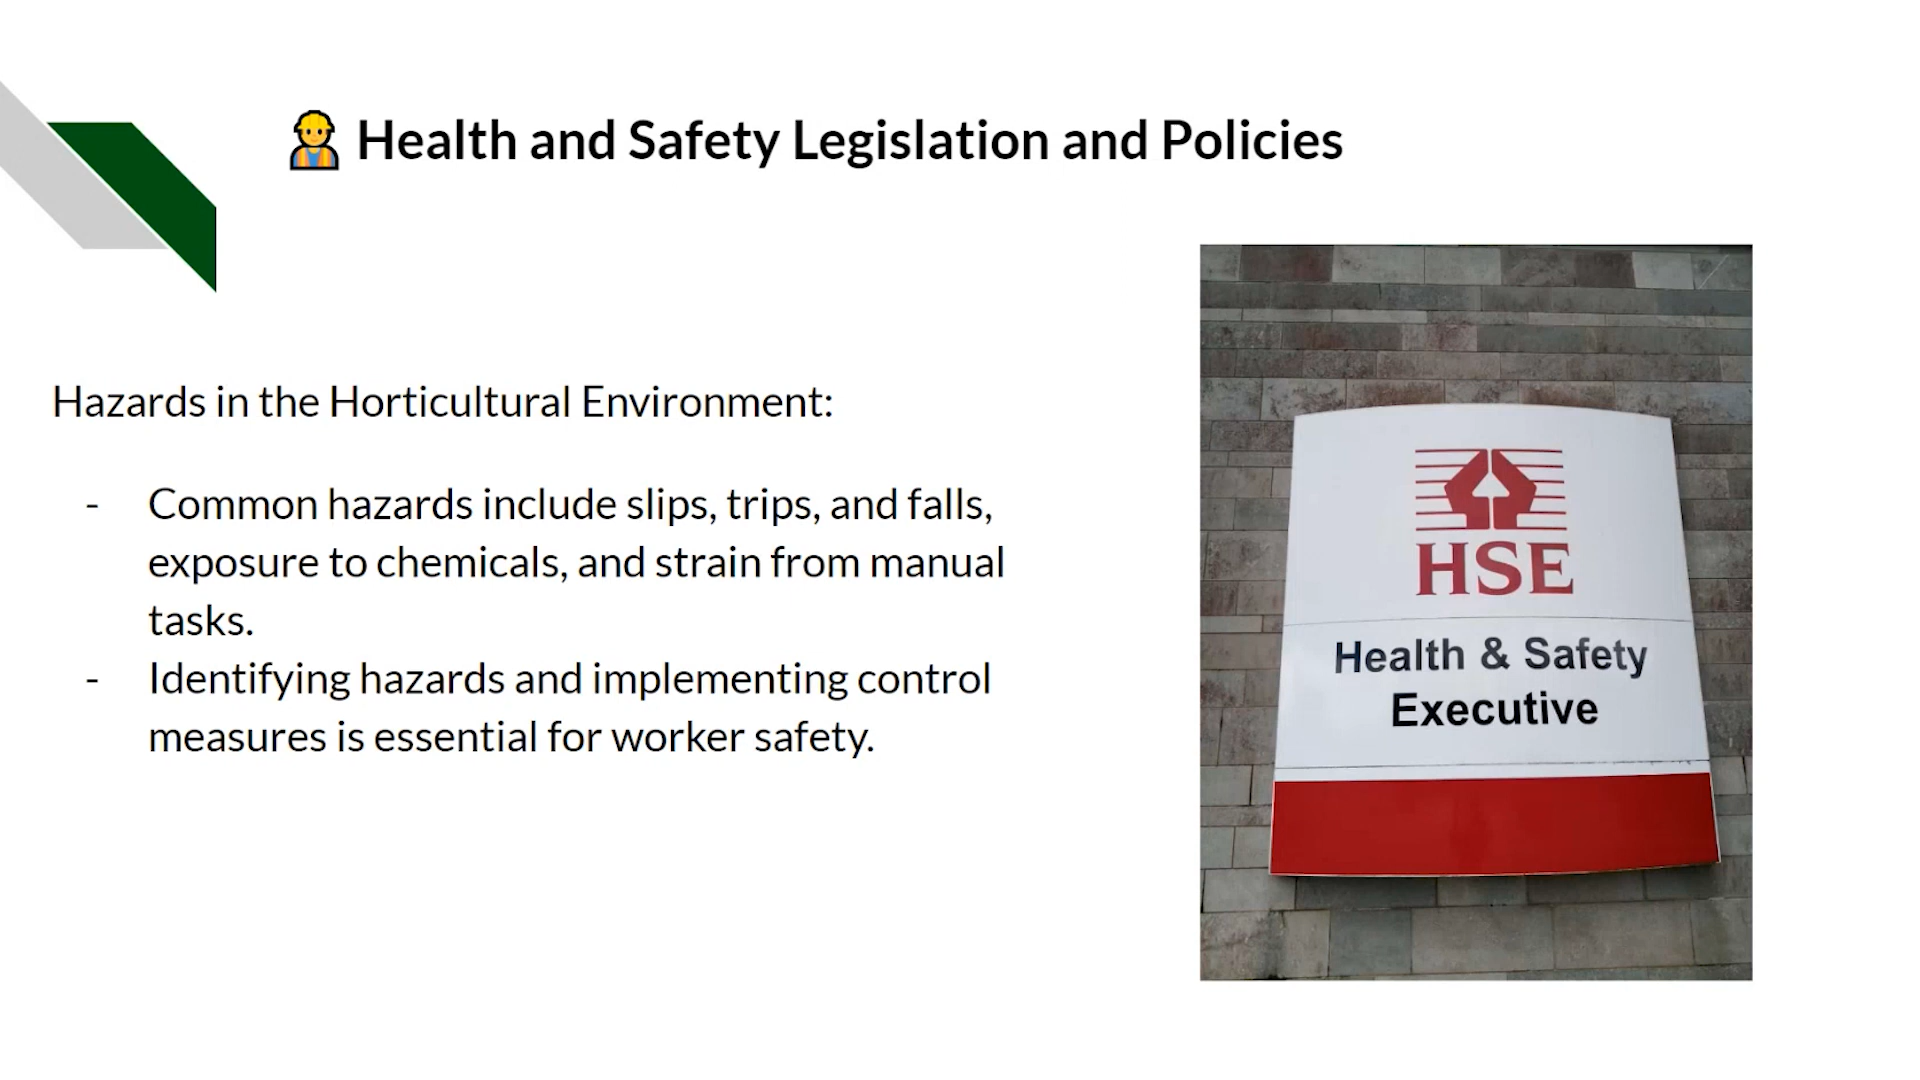 Health and Safety Legislation and Policies
Hazards in the Horticultural Environment:
- Common hazards include slips, trips, and falls,
exposure to chemicals, and strain from manual
tasks.
- Identifying hazards and implementing control
measures is essential for worker safety.
HSE
Health & Safety
Executive